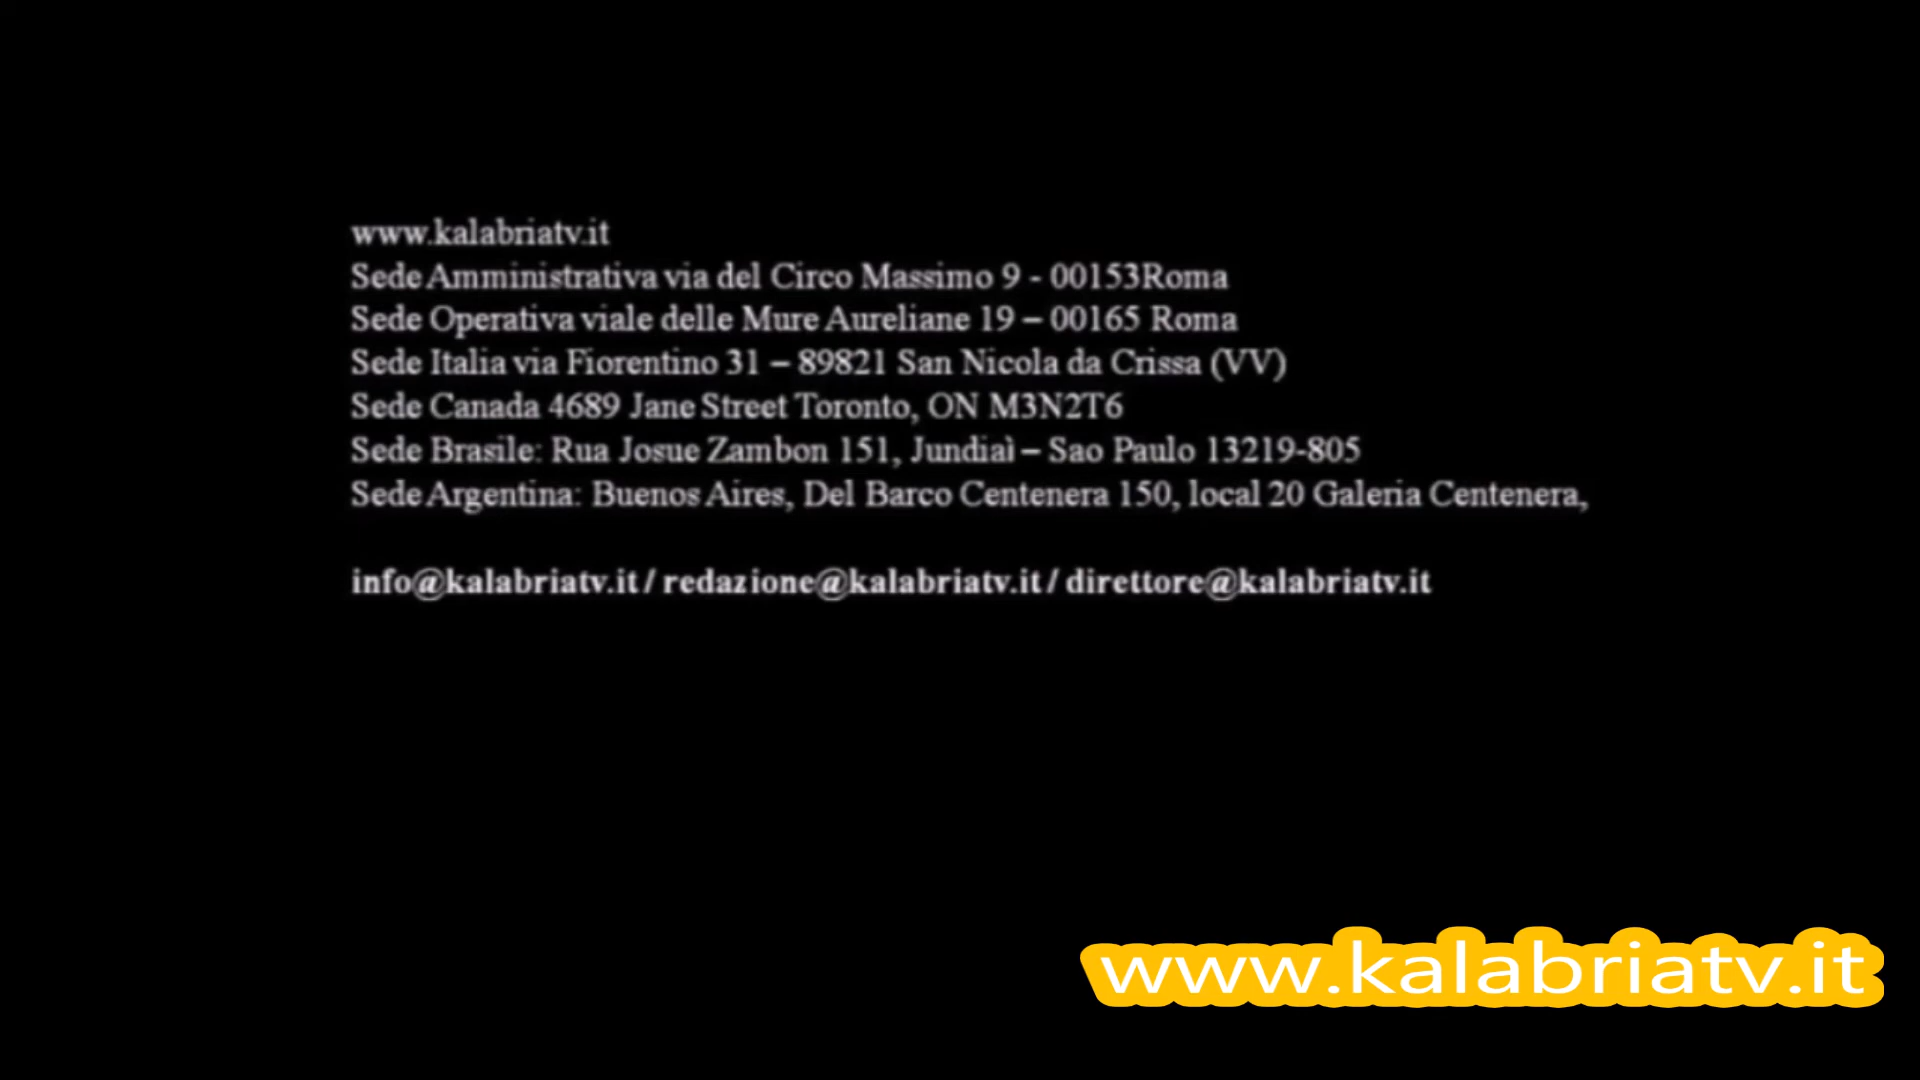 www.kalabriatv.it
Sede Amministrativa via del Circo Massimo 9 - 00153Roma
Sede Operativa viale delle Mure Aureliane 19 – 00165 Roma
Sede Italia via Fiorentino 31 – 89821 San Nicola da Crissa (VV)
Sede Canada 4689 Jane Street Toronto, ON M3N2T6
Sede Brasile: Rua Josue Zambon 151, Jundiaì – Sao Paulo 13219-805
Sede Argentina: Buenos Aires, Del Barco Centenera 150, local 20 Galeria Centenera,
info@kalabriatv.it / redazione@kalabriatv.it / direttore@kalabriatv.it
www.kalabriatv.it